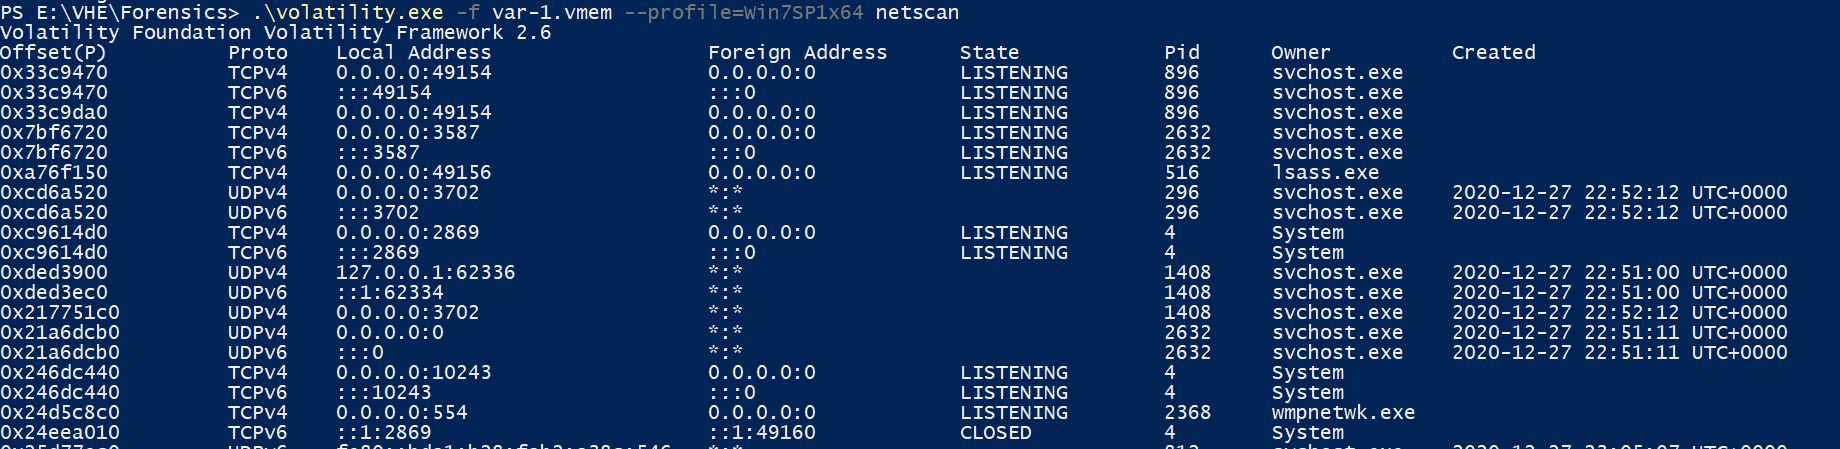 PS E:\VHE\Forensics> .\volatility.exe -f var-1.vmem --profile=Win7SP1x64 netscan
Volatility Foundation Volatility Framework 2.6
Offset(P) Proto Local Address Foreign Address State Pid Owner Created
0x33c9470 TCPv4 0.0.0.0:49154 0.0.0.0:0 LISTENING 896 svchost.exe
0x33c9470 TCPv6 :::49154 :::0 LISTENING 896 svchost.exe
0x33c9da0 TCPv4 0.0.0.0:49154 0.0.0.0:0 LISTENING 896 svchost.exe
0x7bf6720 TCPv4 0.0.0.0:3587 0.0.0.0:0 LISTENING 2632 svchost.exe
0x7bf6720 TCPv6 :::3587 :::0 LISTENING 2632 svchost.exe
0xa76f150 TCPv4 0.0.0.0:49156 0.0.0.0:0 LISTENING 516 lsass.exe
0xcd6a520 UDPv4 0.0.0.0:3702 *:* 296 svchost.exe 2020-12-27 22:52:12 UTC+0000
0xcd6a520 UDPv6 :::3702 *:* 296 svchost.exe 2020-12-27 22:52:12 UTC+0000
0xc9614d0 TCPv4 0.0.0.0:2869 0.0.0.0:0 LISTENING 4 System
0xc9614d0 TCPv6 :::2869 :::0 LISTENING 4 System
0xded3900 UDPv4 127.0.0.1:62336 *:* 1408 svchost.exe 2020-12-27 22:51:00 UTC+0000
0xded3ec0 UDPv6 ::1:62334 *:* 1408 svchost.exe 2020-12-27 22:51:00 UTC+0000
0x217751c0 UDPv4 0.0.0.0:3702 *:* 1408 svchost.exe 2020-12-27 22:52:12 UTC+0000
0x21a6dcb0 UDPv4 0.0.0.0:0 *:* 2632 svchost.exe 2020-12-27 22:51:11 UTC+0000
0x21a6dcb0 UDPv6 :::0 *:* 2632 svchost.exe 2020-12-27 22:51:11 UTC+0000
0x246dc440 TCPv4 0.0.0.0:10243 0.0.0.0:0 LISTENING 4 System
0x246dc440 TCPv6 :::10243 :::0 LISTENING 4 System
0x24d5c8c0 TCPv4 0.0.0.0:554 0.0.0.0:0 LISTENING 2368 wmpnetwk.exe
0x24eea010 TCPv6 ::1:2869 ::1:49160 CLOSED 4 System